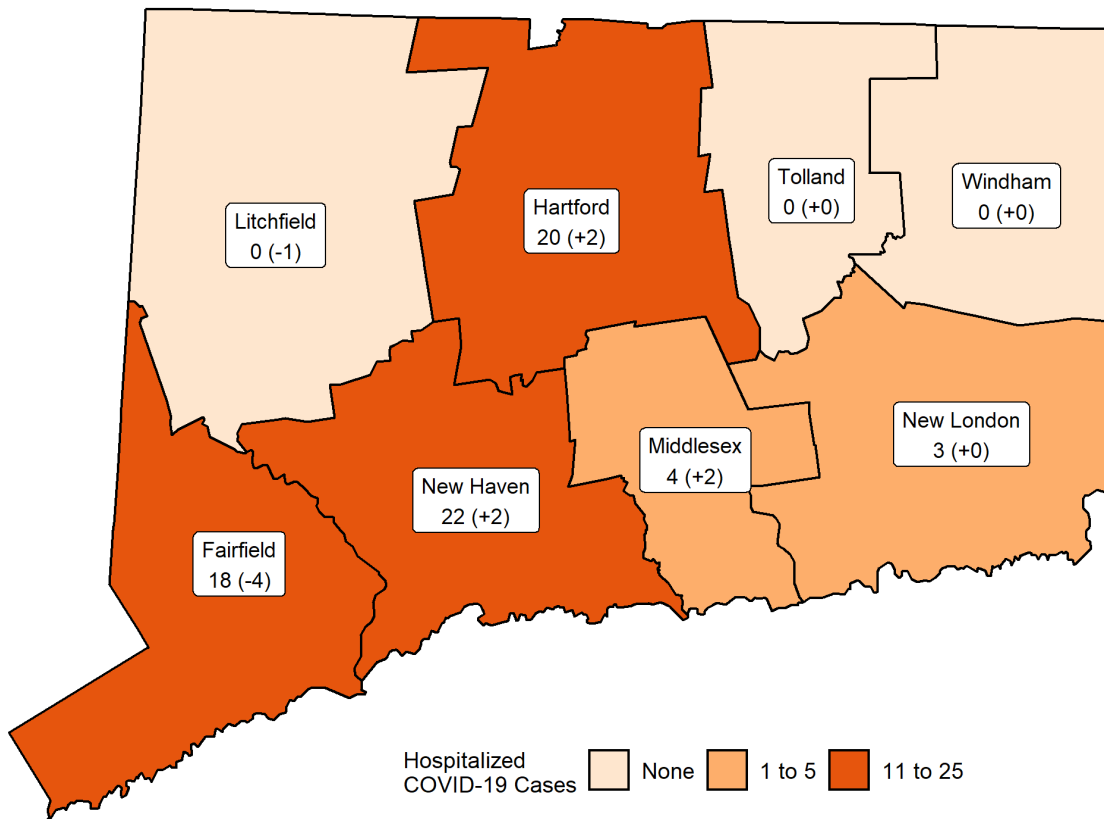 Litchfield
0 (-1)
Hartford
20 (+2)
Tolland
0 (+0)
Windham
0 (+0)
Fairfield
18 (-4)
New Haven
22 (+2)
Middlesex
4 (+2)
New London
3 (+0)
Hospitalized
COVID-19 Cases
None
1 to 5
11 to 25